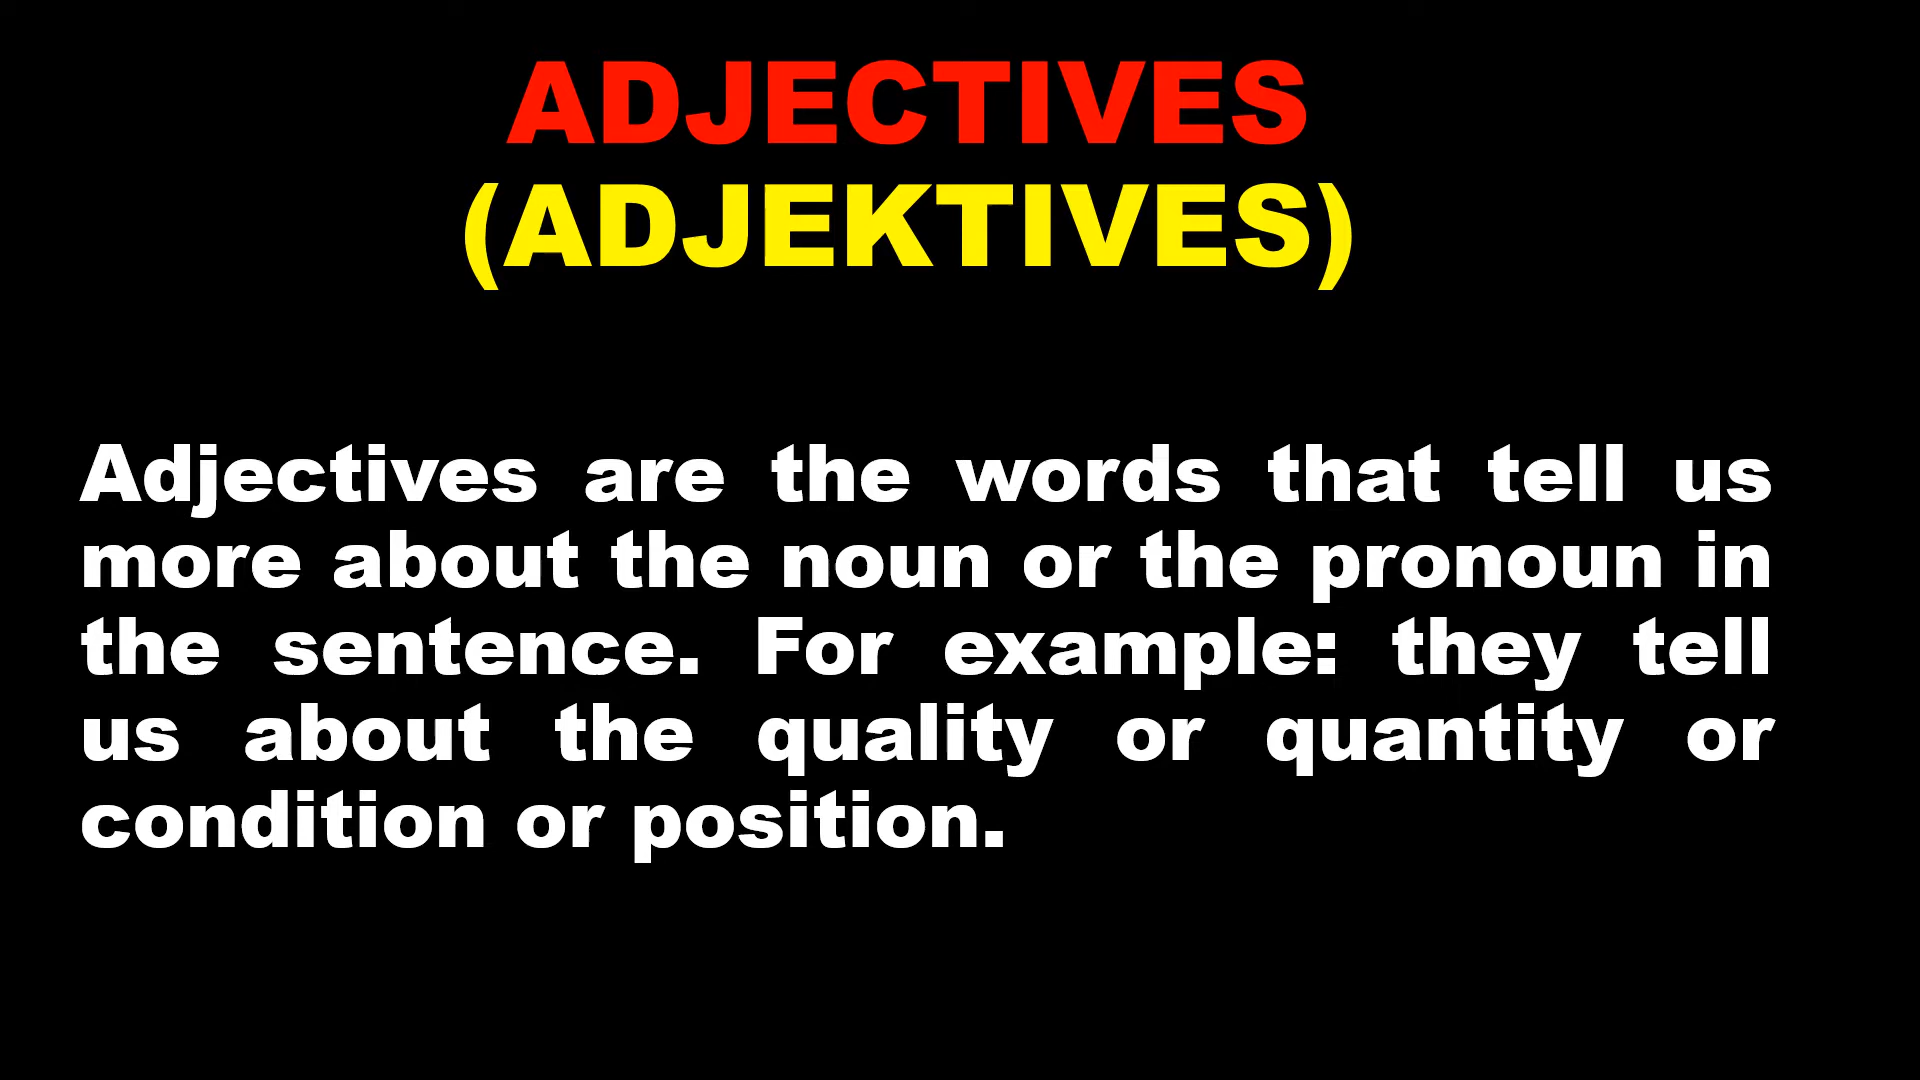 ADJECTIVES
(ADJEKTIVES)
Adjectives are the words that tell us
more about the noun or the pronoun in
the sentence. For example: they tell
us about the quality or quantity or
condition or position.